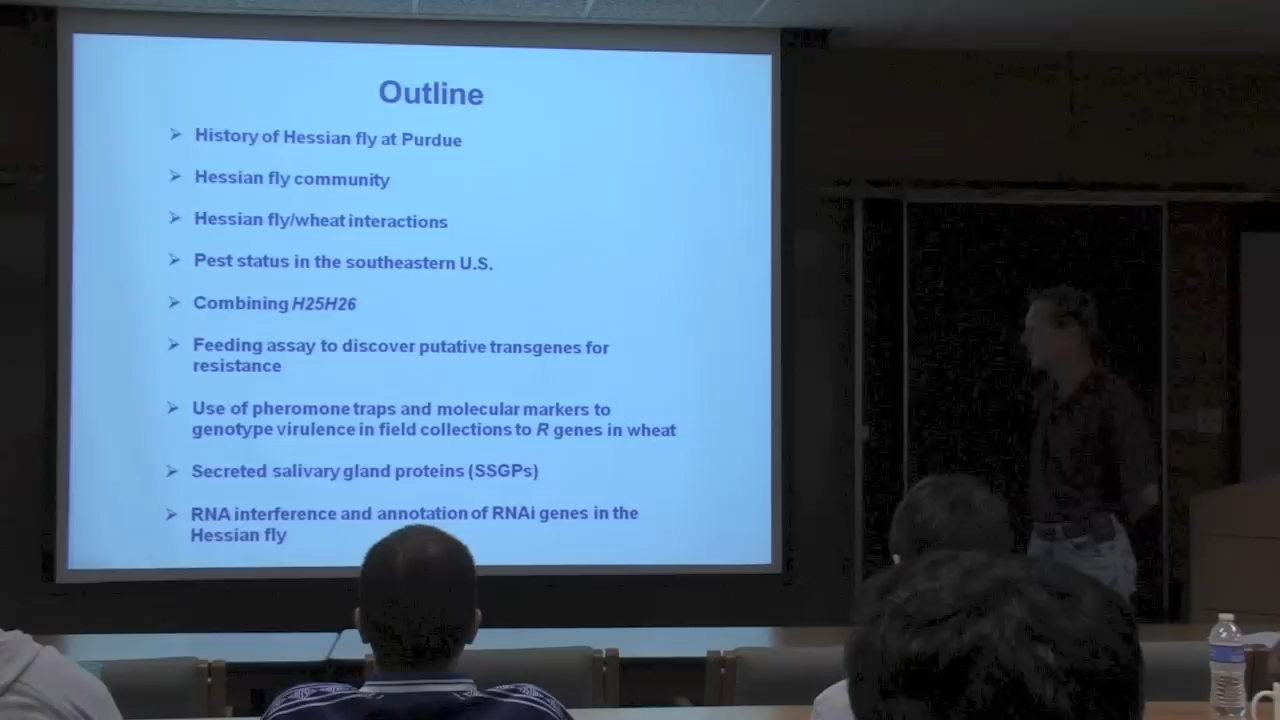 Outline
History of Hessian fly at Purdue
Hessian fly community
Hessian fly/wheat interactions
Pest status in the southeastern U.S.
Combining H25H26
Feeding assay to discover putative transgenes for
resistance
Use of pheromone traps and molecular markers to
genotype virulence in field collections to R genes in wheat
Secreted salivary gland proteins (SSGPs)
RNA interference and annotation of RNAi genes in the
Hessian fly